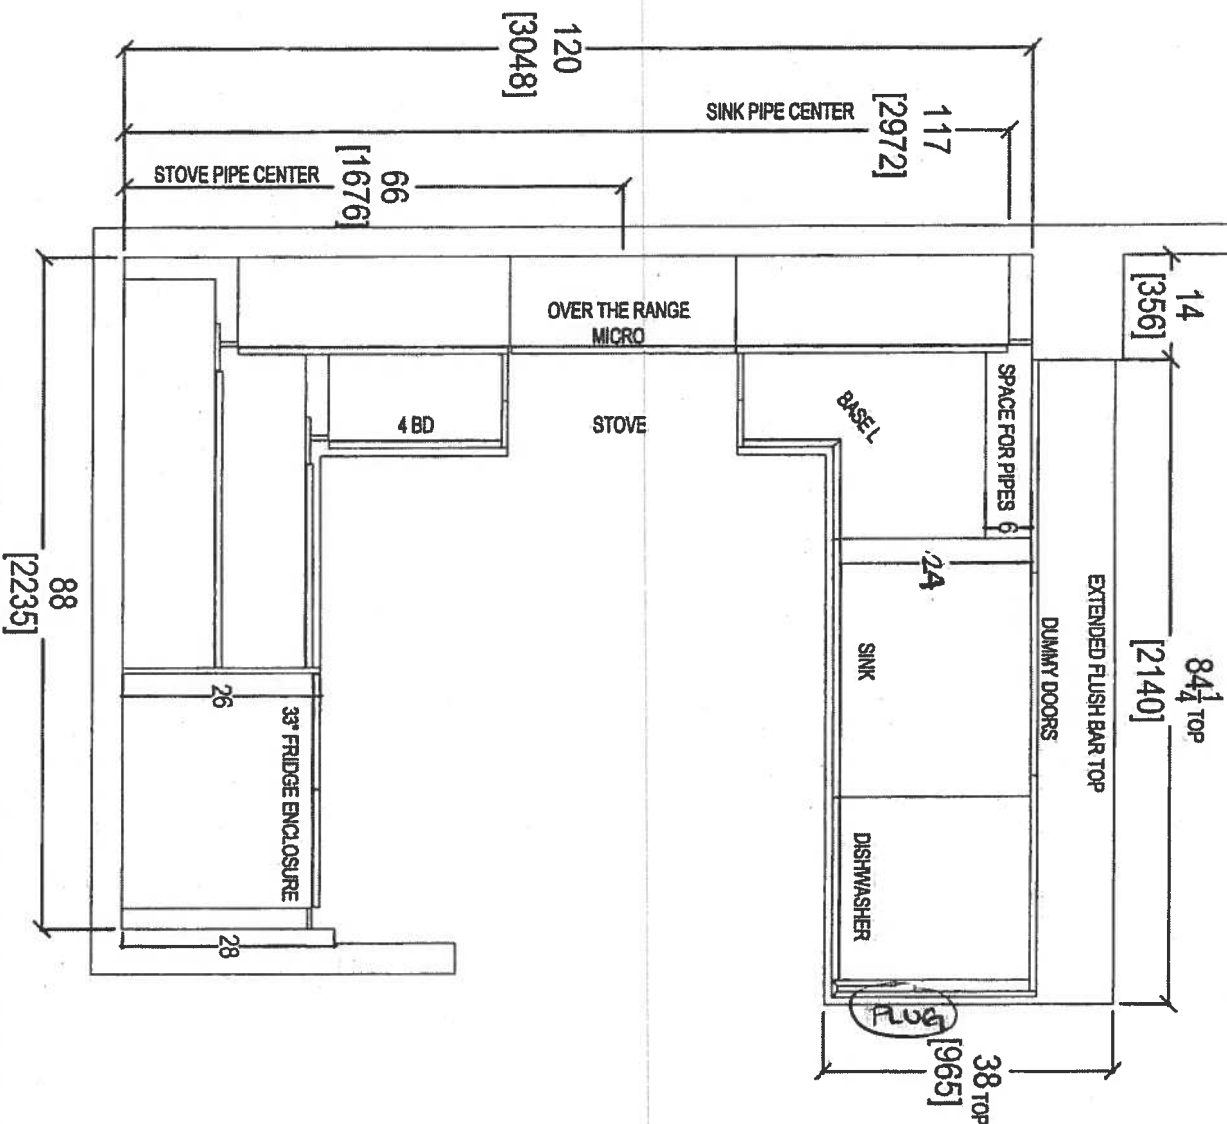 120
[3048]
SINK PIPE CENTER
117
[2972]
STOVE PIPE CENTER
66
[1676]
14
[356]
OVER THE RANGE
MICRO
STOVE
4 BD
BASE L
SPACE FOR PIPES
6
24
SINK
DISHWASHER
DUMMY DOORS
EXTENDED FLUSH BAR TOP
84 1/4 TOP
[2140]
88
[2235]
26
33" FRIDGE ENCLOSURE
28
PLUG
38 TOP
[965]